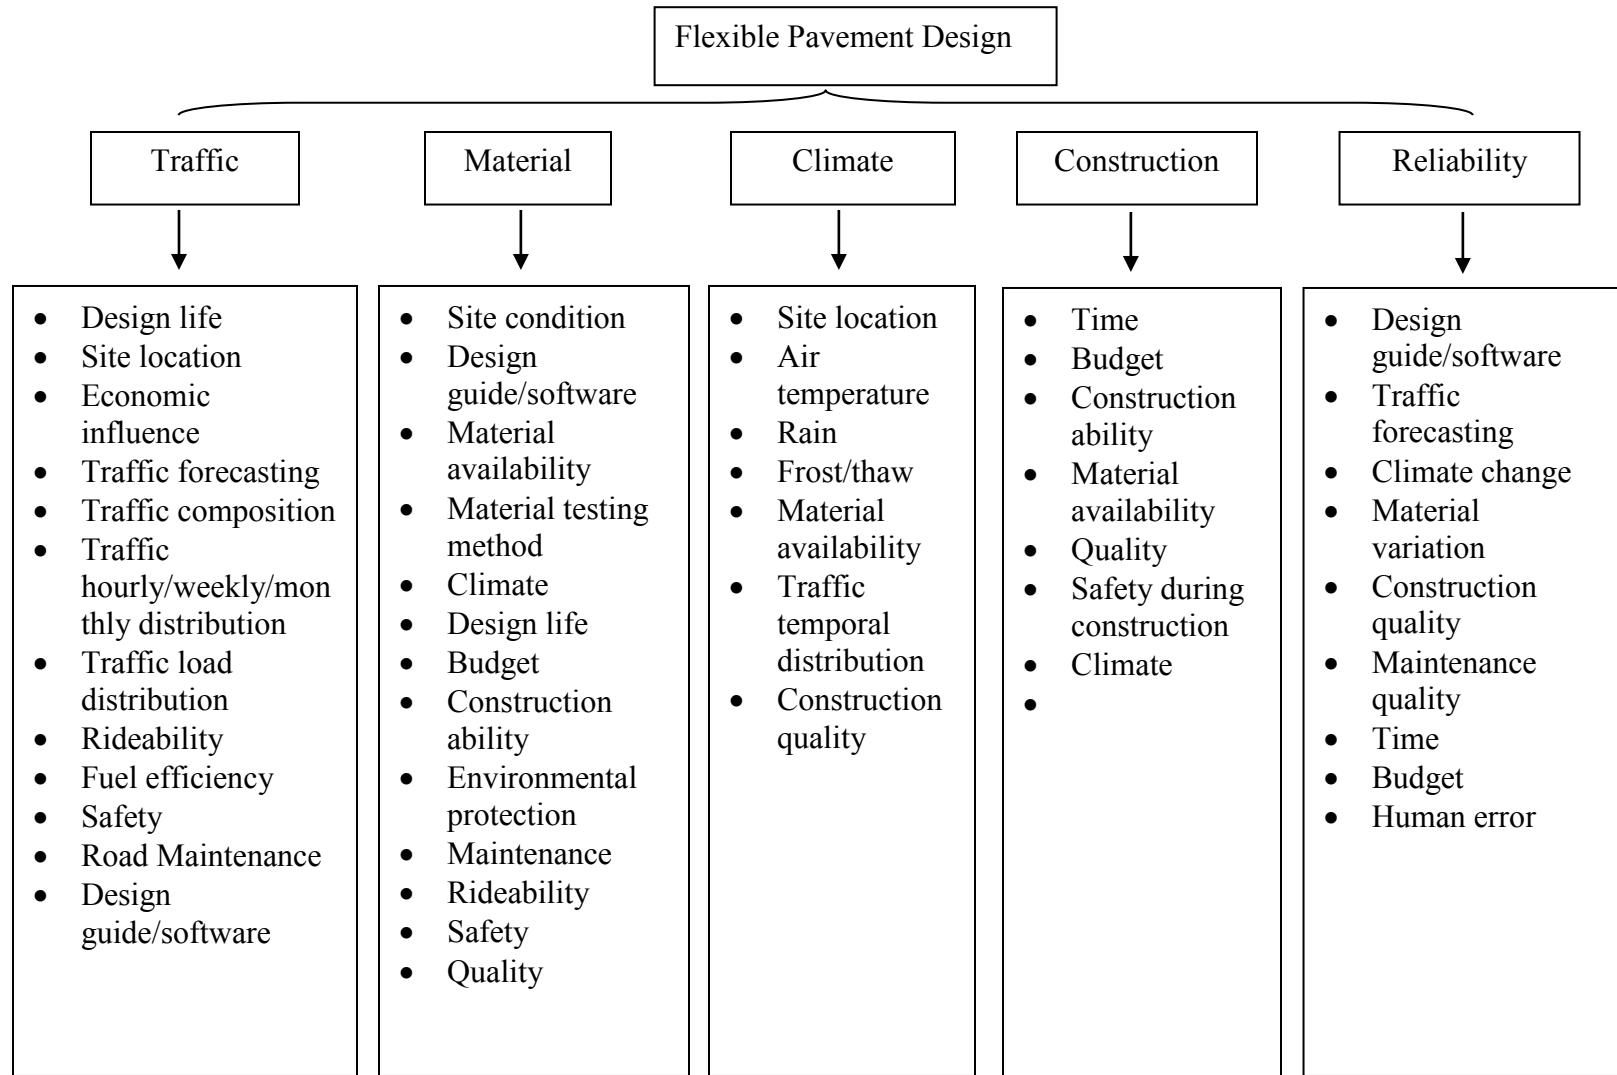 Flexible Pavement Design
Traffic
Material
Climate
Construction
Reliability
• Design life
• Site location
• Economic
influence
• Traffic forecasting
• Traffic composition
• Traffic
hourly/weekly/mon
thly distribution
• Traffic load
distribution
• Rideability
• Fuel efficiency
• Safety
• Road Maintenance
• Design
guide/software
• Site condition
• Design
guide/software
• Material
availability
• Material testing
method
• Climate
• Design life
• Budget
• Construction
ability
• Environmental
protection
• Maintenance
• Rideability
• Safety
• Quality
• Site location
• Air
temperature
• Rain
• Frost/thaw
• Material
availability
• Traffic
temporal
distribution
• Construction
quality
• Time
• Budget
• Construction
ability
• Material
availability
• Quality
• Safety during
construction
• Climate
•
• Design
guide/software
• Traffic
forecasting
• Climate change
• Material
variation
• Construction
quality
• Maintenance
quality
• Time
• Budget
• Human error